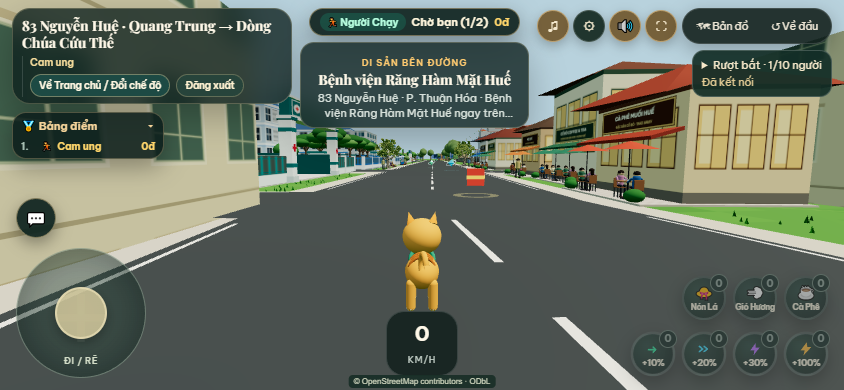 83 Nguyễn Huệ · Quang Trung → Dòng
Chúa Cứu Thế
Cam ung
Về Trang chủ / Đổi chế độ
Đăng xuất
Bảng điểm
1. Cam ung 0đ
Người Chạy Chờ bạn (1/2) 0đ
DI SẢN BÊN ĐƯỜNG
Bệnh viện Răng Hàm Mặt Huế
83 Nguyễn Huệ · P. Thuận Hóa · Bệnh
viện Răng Hàm Mặt Huế ngay trên...
Bản đồ
Về đầu
Rượt bắt · 1/10 người
Đã kết nối
CÀ PHÊ MUỐI HUẾ
ĐI / RẼ
0
KM/H
0
Nón Lá
0
Gió Hương
0
Cà Phê
0
+10%
0
+20%
0
+30%
0
+100%
© OpenStreetMap contributors · ODbL